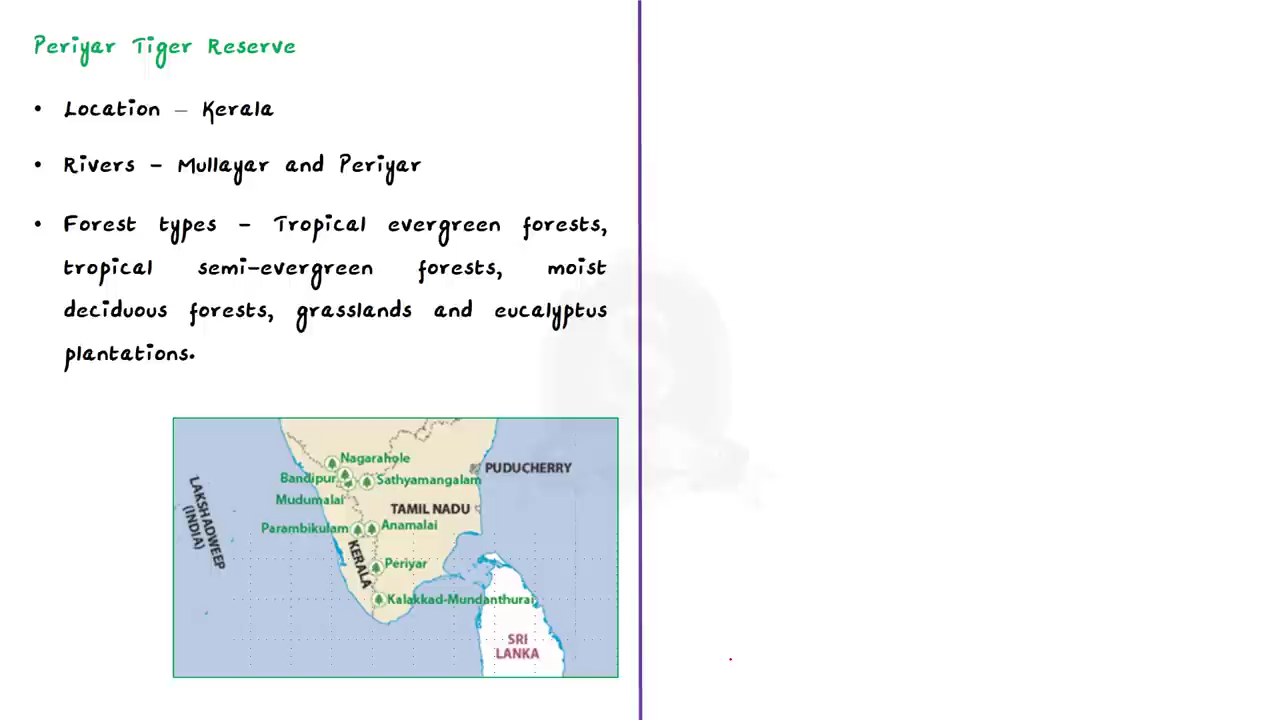 Periyar Tiger Reserve
• Location – Kerala
• Rivers - Mullayar and Periyar
• Forest types - Tropical evergreen forests,
tropical semi-evergreen forests, moist
deciduous forests, grasslands and eucalyptus
plantations.
Nagarahole
PUDUCHERRY
Bandipur
Sathyamangalam
Mudumalai
LAKSHADWEEP
(INDIA)
TAMIL NADU
Parambikulam
Anamalai
KERALA
Periyar
Kalakkad-Mundanthurai
SRI
LANKA